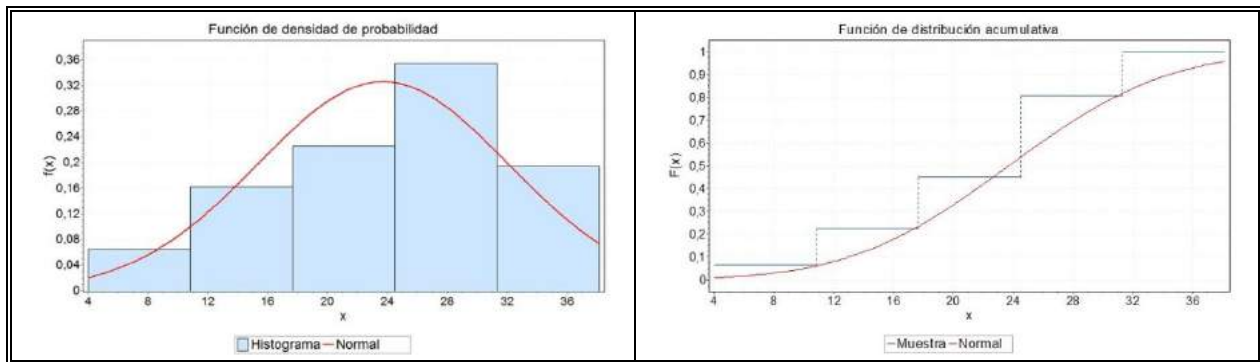 Función de densidad de probabilidad
0,36
0,32
0,28
0,24
0,2
0,16
0,12
0,08
0,04
0
f(x)
4 8 12 16 20 24 28 32 36
x
Histograma Normal
Función de distribución acumulativa
1
0,9
0,8
0,7
0,6
0,5
0,4
0,3
0,2
0,1
0
F(x)
4 8 12 16 20 24 28 32 36
x
Muestra Normal